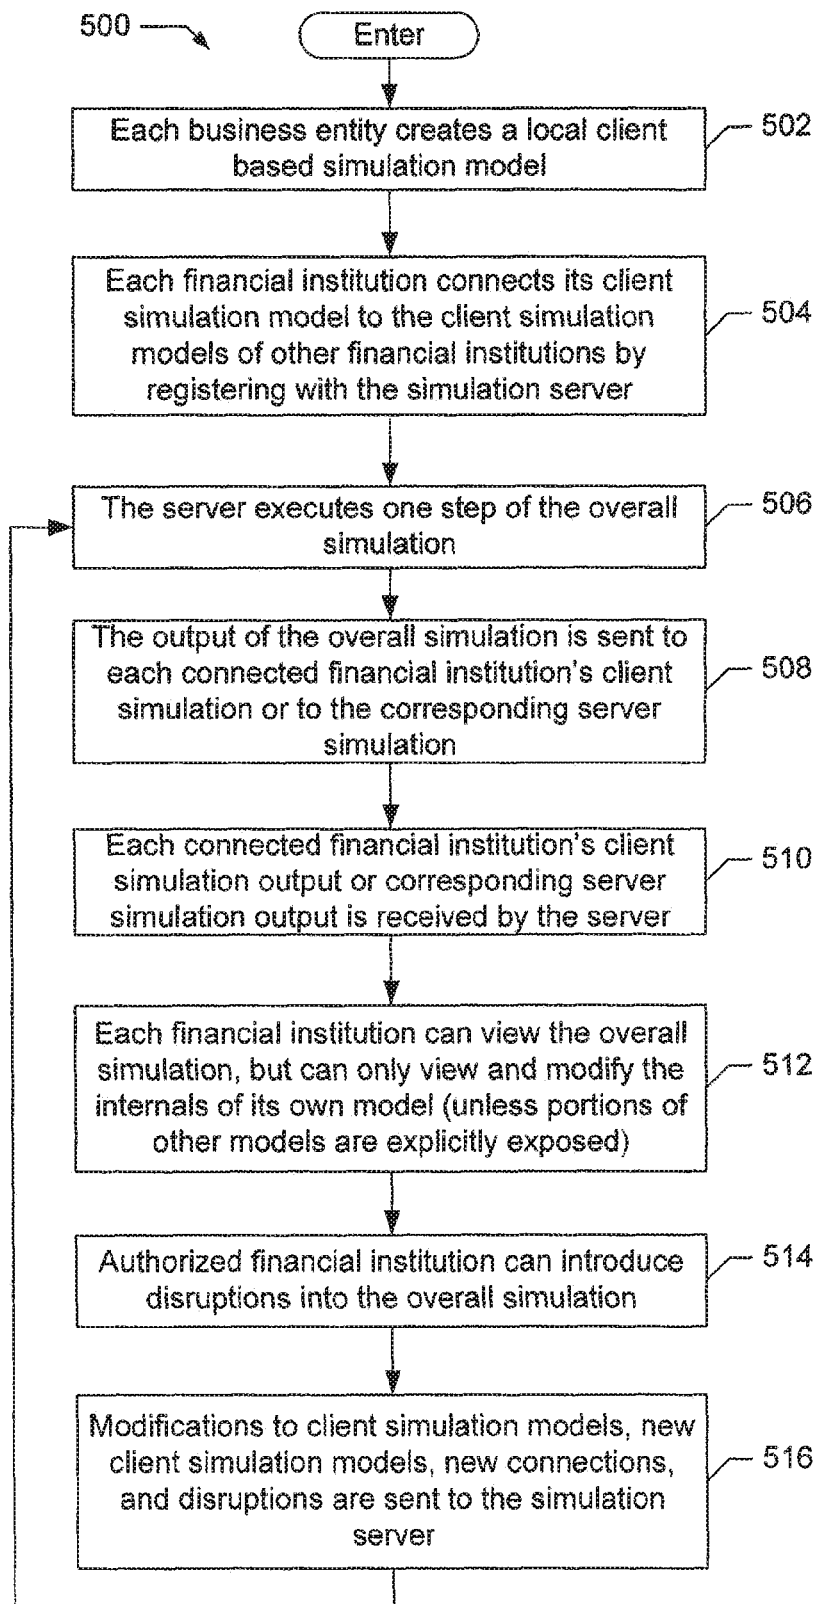 500
Enter
Each business entity creates a local client
based simulation model
502
Each financial institution connects its client
simulation model to the client simulation
models of other financial institutions by
registering with the simulation server
504
The server executes one step of the overall
simulation
506
The output of the overall simulation is sent to
each connected financial institution's client
simulation or to the corresponding server
simulation
508
Each connected financial institution's client
simulation output or corresponding server
simulation output is received by the server
510
Each financial institution can view the overall
simulation, but can only view and modify the
internals of its own model (unless portions of
other models are explicitly exposed)
512
Authorized financial institution can introduce
disruptions into the overall simulation
514
Modifications to client simulation models, new
client simulation models, new connections,
and disruptions are sent to the simulation
server
516